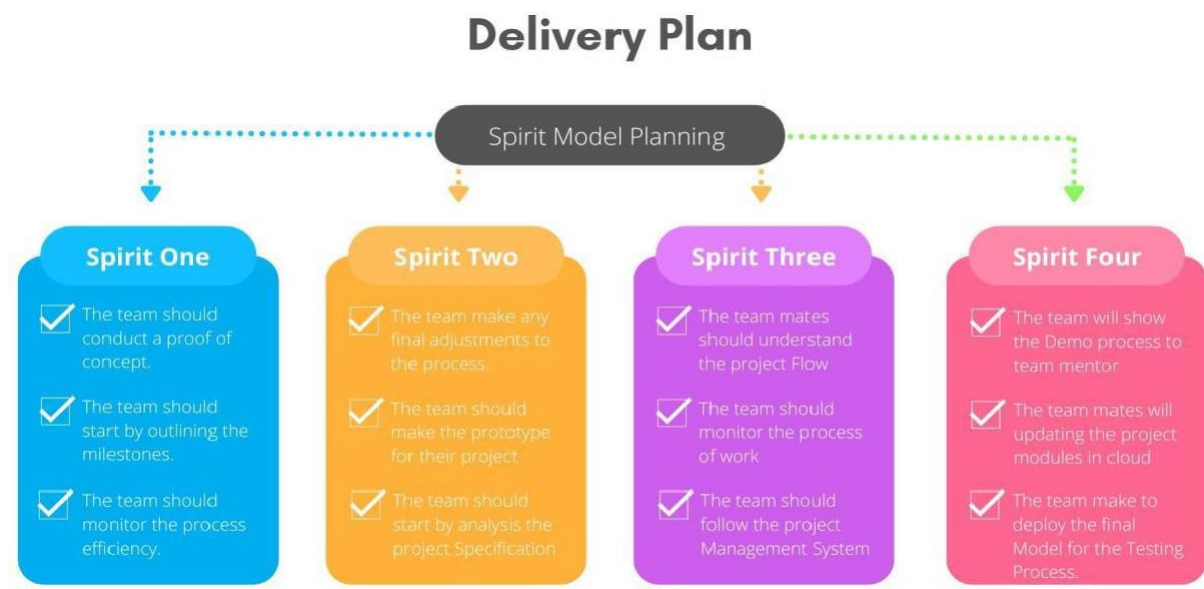 Delivery Plan
Spirit Model Planning
Spirit One
The team should
conduct a proof of
concept.
The team should
start by outlining the
milestones.
The team should
monitor the process
efficiency.
Spirit Two
The team make any
final adjustments to
the process.
The team should
make the prototype
for their project
The team should
start by analysis the
project Specification
Spirit Three
The team mates
should understand
the project Flow
The team should
monitor the process
of work
The team should
follow the project
Management System
Spirit Four
The team will show
the Demo process to
team mentor
The team mates will
updating the project
modules in cloud
The team make to
deploy the final
Model for the Testing
Process.